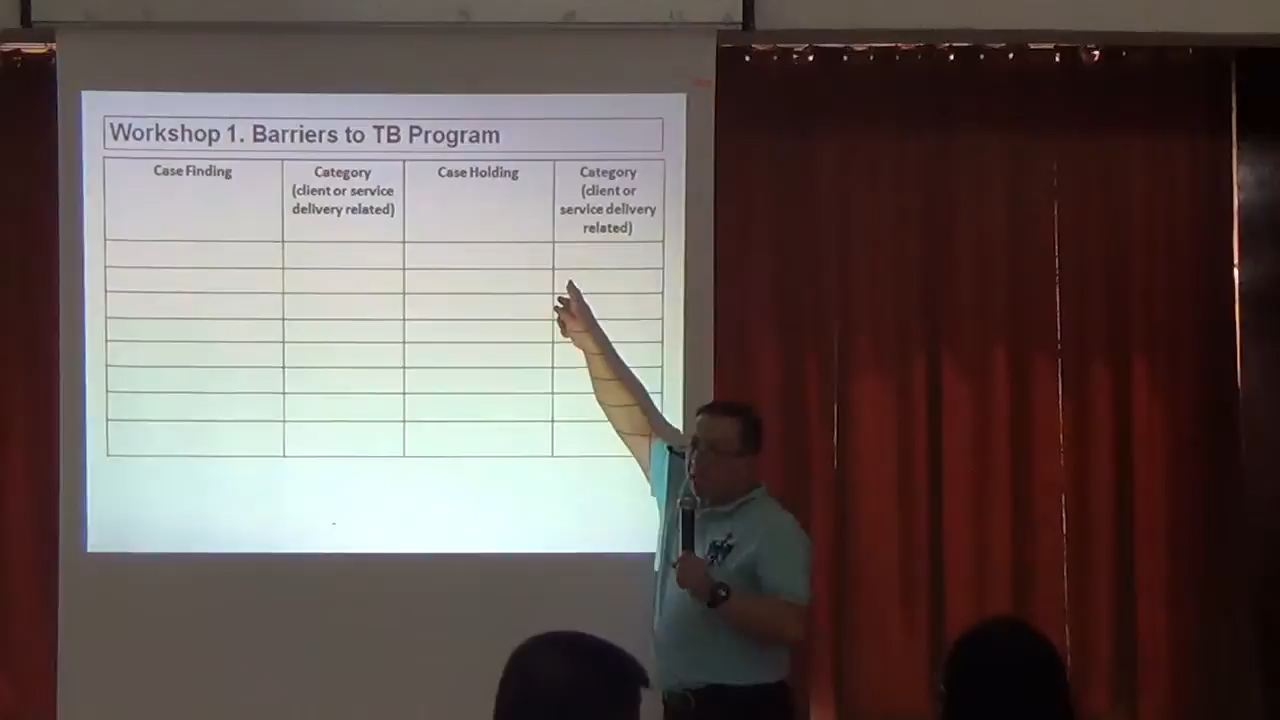 Workshop 1. Barriers to TB Program
Case Finding
Category
(client or service
delivery related)
Case Holding
Category
(client or
service delivery
related)